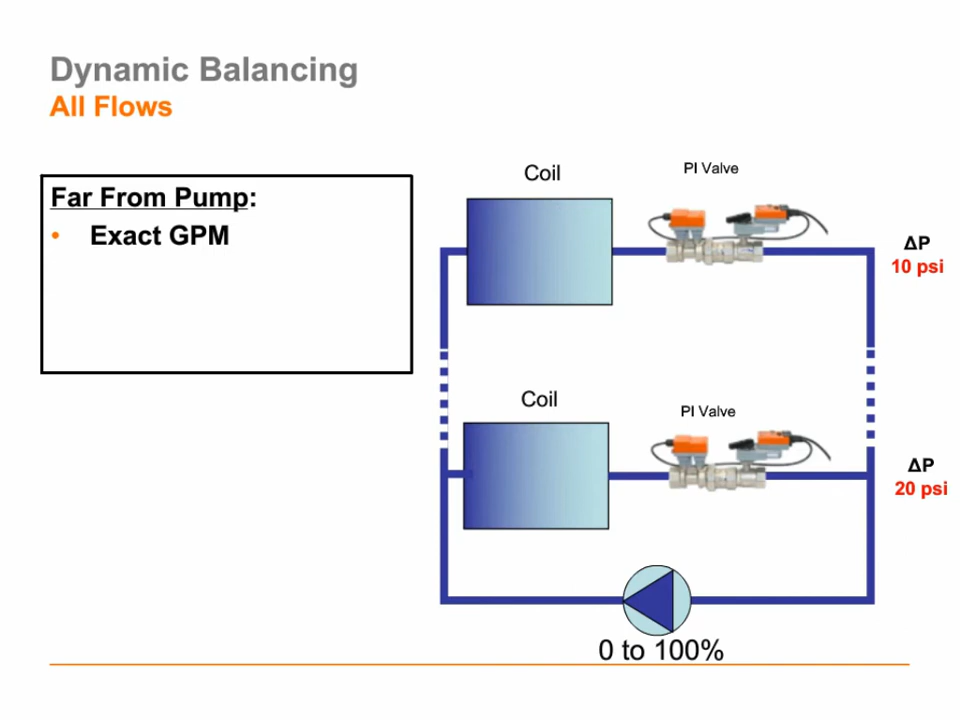 Dynamic Balancing
All Flows
Far From Pump:
• Exact GPM
Coil
PI Valve
ΔP
10 psi
Coil
PI Valve
ΔP
20 psi
0 to 100%